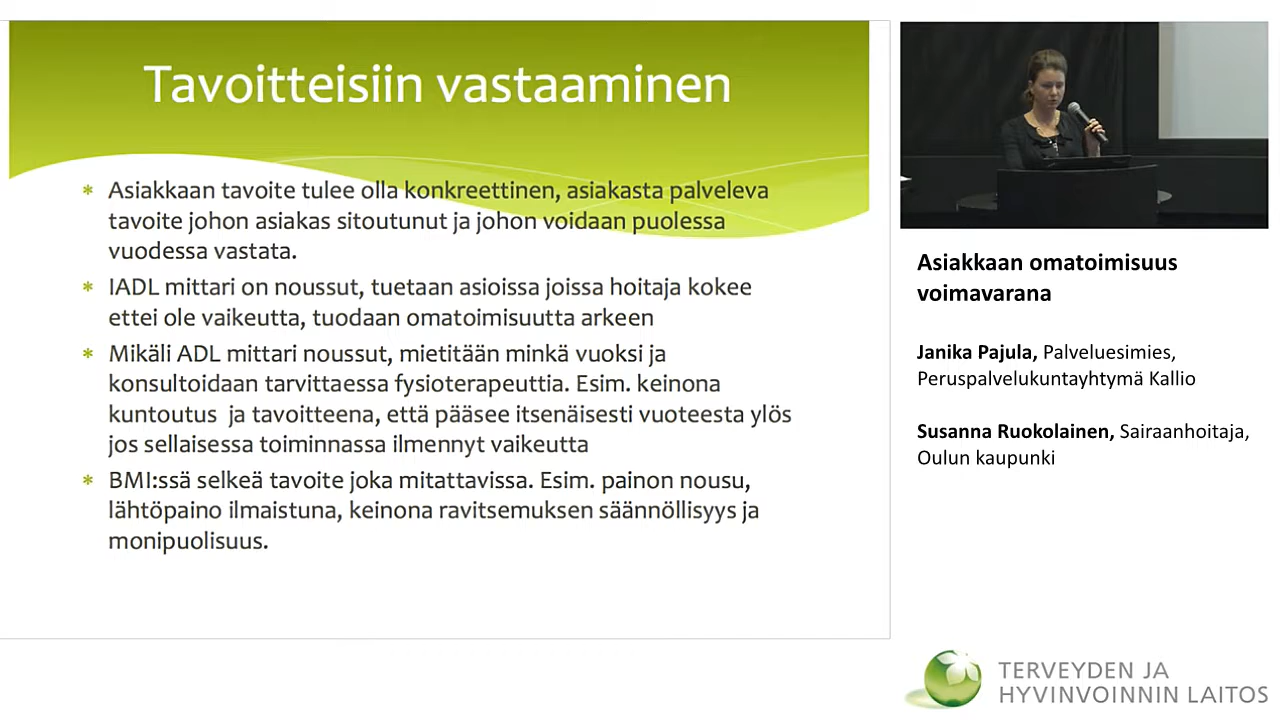 Tavoitteisiin vastaaminen
* Asiakkaan tavoite tulee olla konkreettinen, asiakasta palveleva
tavoite johon asiakas sitoutunut ja johon voidaan puolessa
vuodessa vastata.
* IADL mittari on noussut, tuetaan asioissa joissa hoitaja kokee
ettei ole vaikeutta, tuodaan omatoimisuutta arkeen
* Mikäli ADL mittari noussut, mietitään minkä vuoksi ja
konsultoidaan tarvittaessa fysioterapeuttia. Esim. keinona
kuntoutus ja tavoitteena, että pääsee itsenäisesti vuoteesta ylös
jos sellaisessa toiminnassa ilmennyt vaikeutta
* BMI:ssä selkeä tavoite joka mitattavissa. Esim. painon nousu,
lähtöpaino ilmaistuna, keinona ravitsemuksen säännöllisyys ja
monipuolisuus.
Asiakkaan omatoimisuus
voimavarana
Janika Pajula, Palveluesimies,
Peruspalvelukuntayhtymä Kallio
Susanna Ruokolainen, Sairaanhoitaja,
Oulun kaupunki
TERVEYDEN JA
HYVINVOINNIN LAITOS